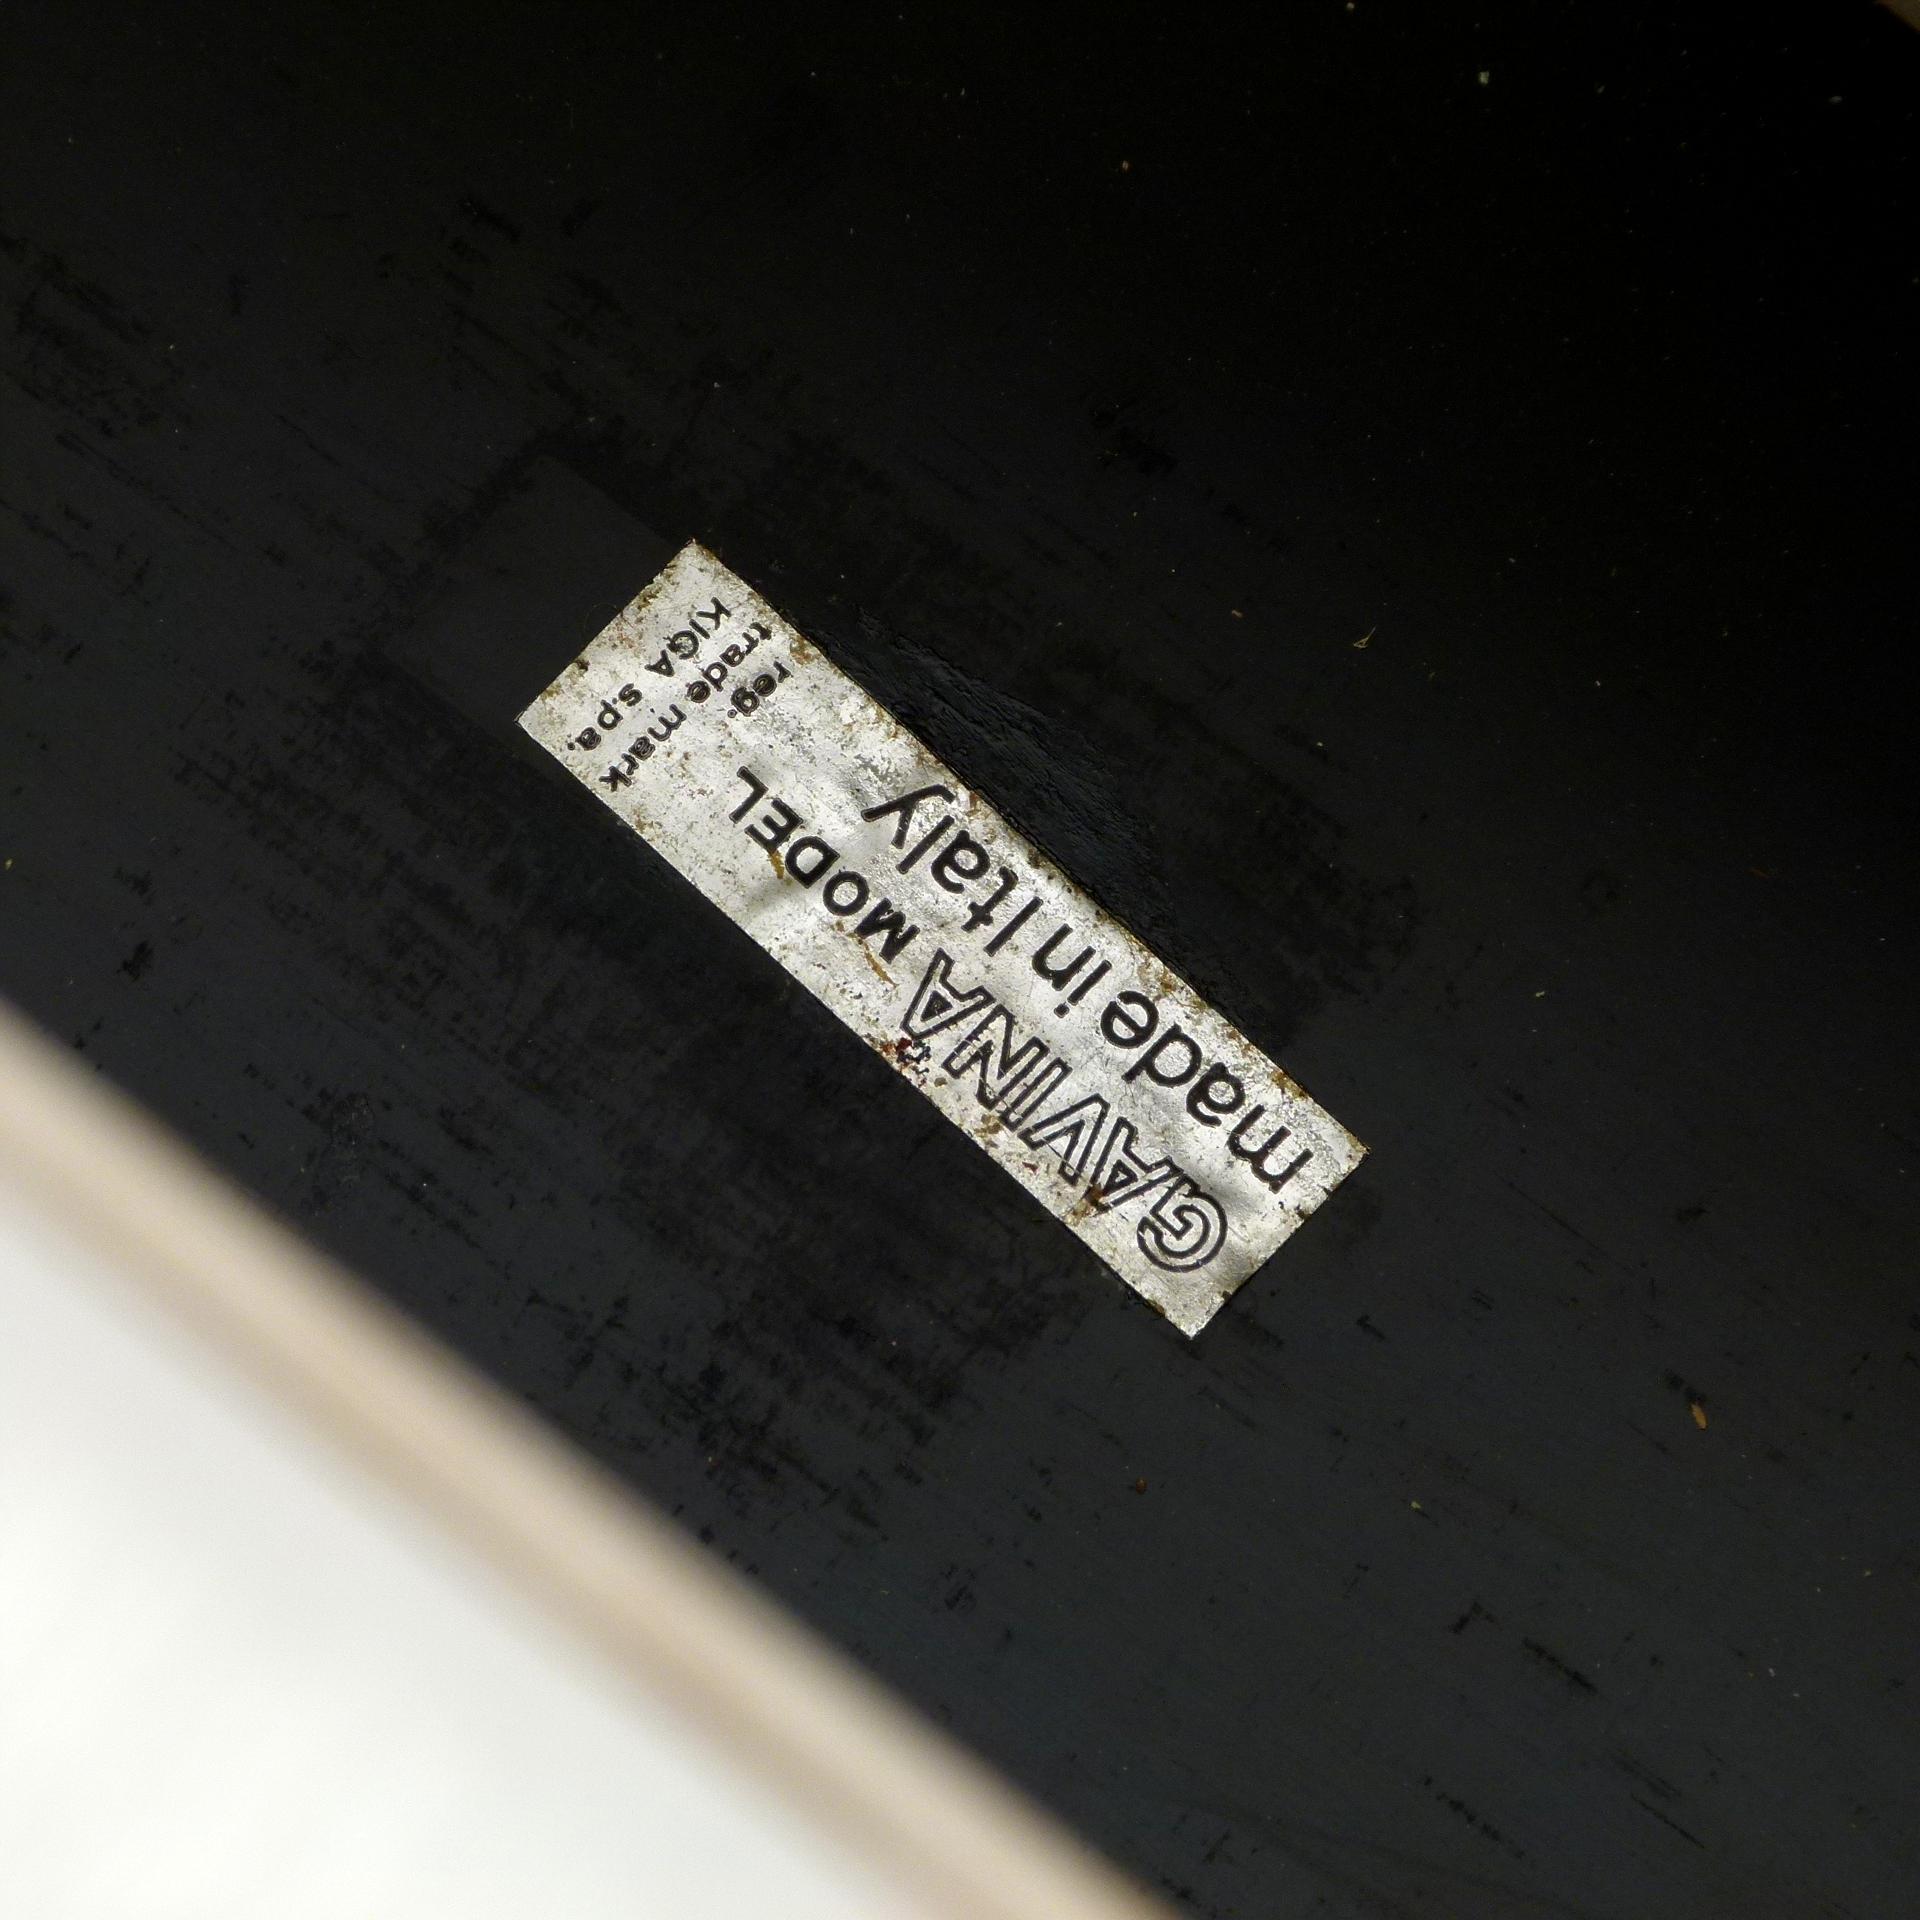 GAVINA MODEL
made in Italy
reg.
trade mark
KIGA s.p.a.